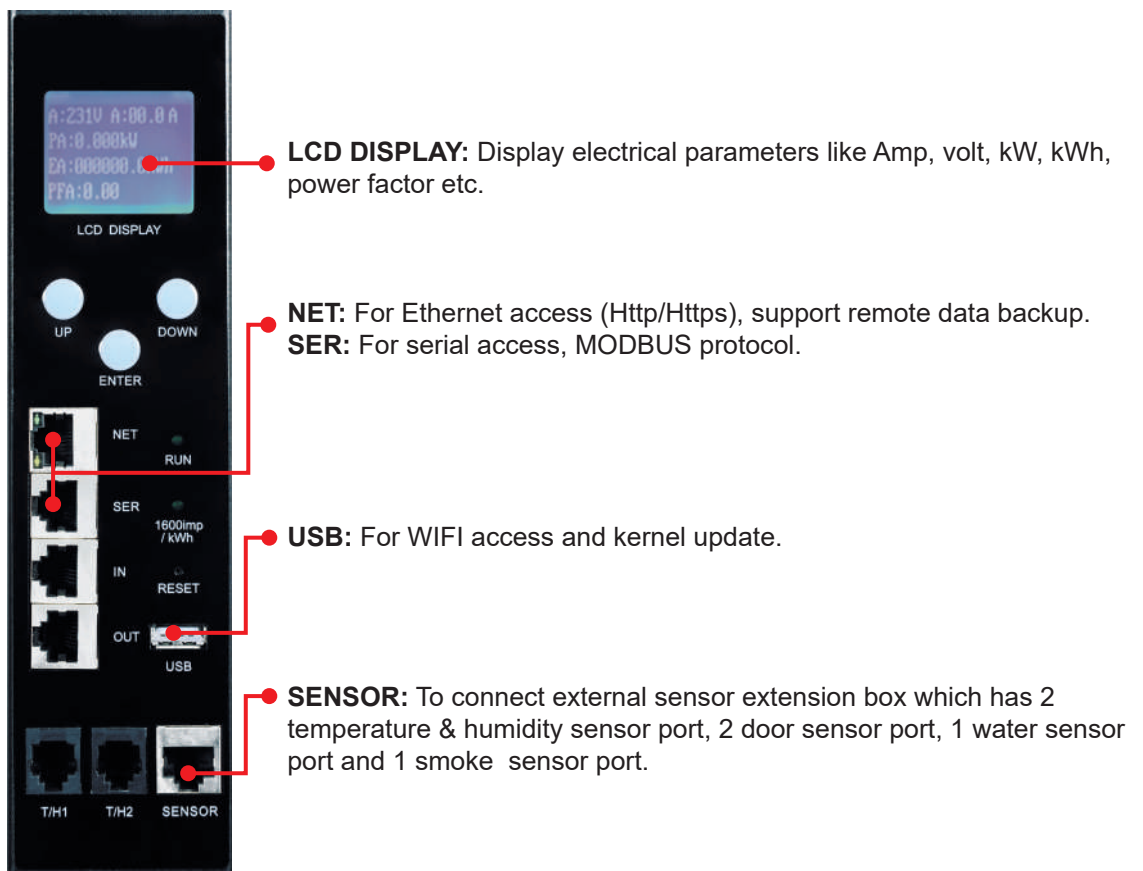 A:231V A:00.0 A
PA:0.000kW
EA:000000.
PFA:0.00
LCD DISPLAY
LCD DISPLAY: Display electrical parameters like Amp, volt, kW, kWh,
power factor etc.
UP
DOWN
ENTER
NET: For Ethernet access (Http/Https), support remote data backup.
SER: For serial access, MODBUS protocol.
NET
RUN
SER
1600imp
/ kWh
IN
RESET
OUT
USB
USB: For WIFI access and kernel update.
SENSOR: To connect external sensor extension box which has 2
temperature & humidity sensor port, 2 door sensor port, 1 water sensor
port and 1 smoke sensor port.
T/H1
T/H2
SENSOR